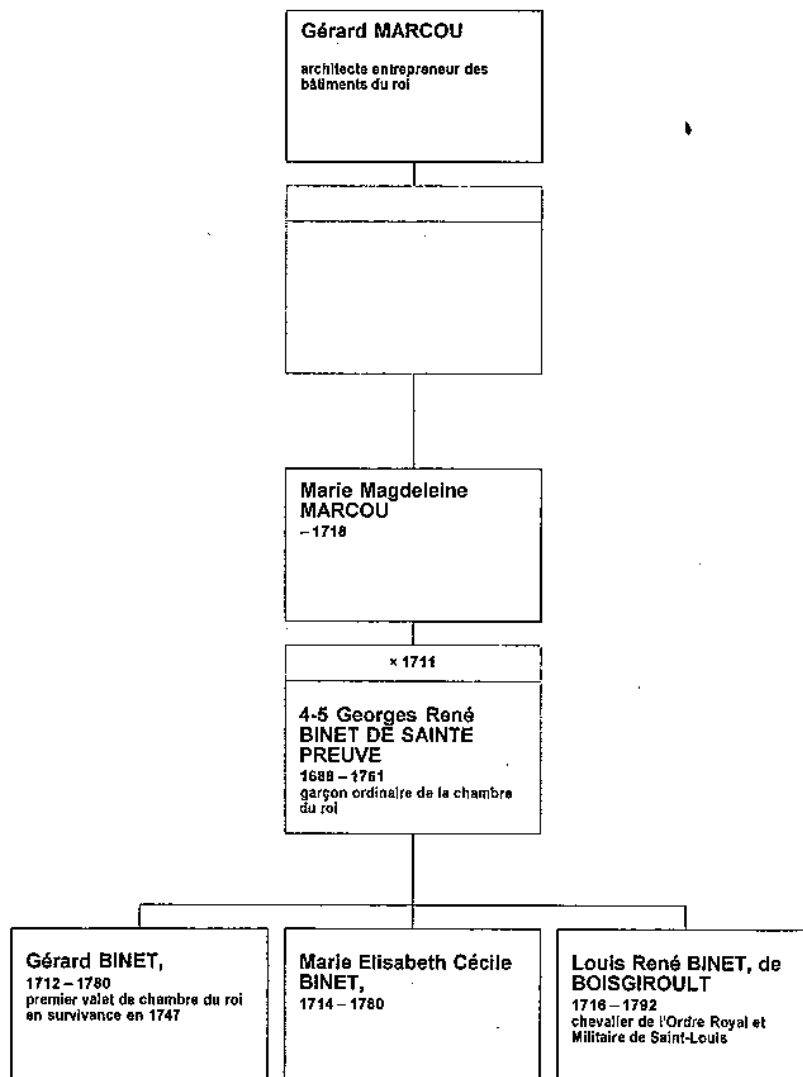 Gérard MARCOU
architecte entrepreneur des
bâtiments du roi
Marie Magdeleine
MARCOU
– 1718
× 1711
4-5 Georges René
BINET DE SAINTE
PREUVE
1688 – 1761
garçon ordinaire de la chambre
du roi
Gérard BINET,
1712 – 1780
premier valet de chambre du roi
en survivance en 1747
Marie Elisabeth Cécile
BINET,
1714 – 1780
Louis René BINET, de
BOISGIROULT
1716 – 1792
chevalier de l'Ordre Royal et
Militaire de Saint-Louis